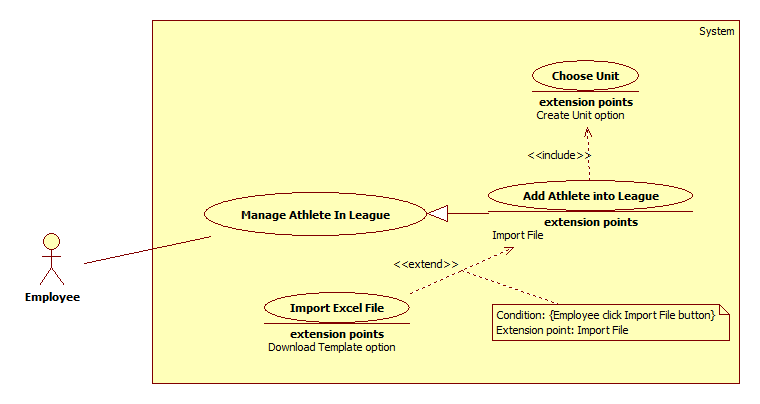 System
Choose Unit
extension points
Create Unit option
<<include>>
Add Athlete into League
extension points
Import File
Manage Athlete In League
Employee
<<extend>>
Import Excel File
extension points
Download Template option
Condition: {Employee click Import File button}
Extension point: Import File